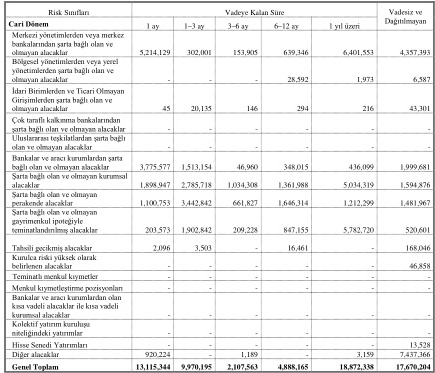 Risk Sınıfları Vadeye Kalan Süre Vadesiz ve
Cari Dönem 1 ay 1–3 ay 3–6 ay 6–12 ay 1 yıl üzeri Dağıtılmayan
Merkezi yönetimlerden veya merkez
bankalarından şarta bağlı olan ve
olmayan alacaklar 5,214,129 302,001 153,905 639,346 6,401,553 4,357,393
Bölgesel yönetimlerden veya yerel
yönetimlerden şarta bağlı olan ve
olmayan alacaklar - - - 28,592 1,973 6,587
İdari Birimlerden ve Ticari Olmayan
Girişimlerden şarta bağlı olan ve
olmayan alacaklar 45 20,135 146 294 216 43,301
Çok taraflı kalkınma bankalarından
şarta bağlı olan ve olmayan alacaklar - - - - - -
Uluslararası teşkilatlardan şarta bağlı
olan ve olmayan alacaklar - - - - - -
Bankalar ve aracı kurumlardan şarta
bağlı olan ve olmayan alacaklar 3,775,577 1,513,154 46,960 348,015 436,099 1,999,681
Şarta bağlı olan ve olmayan kurumsal
alacaklar 1,898,947 2,785,718 1,034,308 1,361,988 5,034,319 1,594,876
Şarta bağlı olan ve olmayan
perakende alacaklar 1,100,753 3,442,842 661,827 1,646,314 1,212,299 1,481,967
Şarta bağlı olan ve olmayan
gayrimenkul ipoteğiyle
teminatlandırılmış alacaklar 203,573 1,902,842 209,228 847,155 5,782,720 520,601
Tahsili gecikmiş alacaklar 2,096 3,503 - 16,461 - 168,046
Kurulca riski yüksek olarak
belirlenen alacaklar - - - - - 46,858
Teminatlı menkul kıymetler - - - - - -
Menkul kıymetleştirme pozisyonları - - - - - -
Bankalar ve aracı kurumlardan olan
kısa vadeli alacaklar ile kısa vadeli
kurumsal alacaklar - - - - - -
Kolektif yatırım kuruluşu
niteliğindeki yatırımlar - - - - - -
Hisse Senedi Yatırımları - - - - - 13,528
Diğer alacaklar 920,224 - 1,189 - 3,159 7,437,366
Genel Toplam 13,115,344 9,970,195 2,107,563 4,888,165 18,872,338 17,670,204